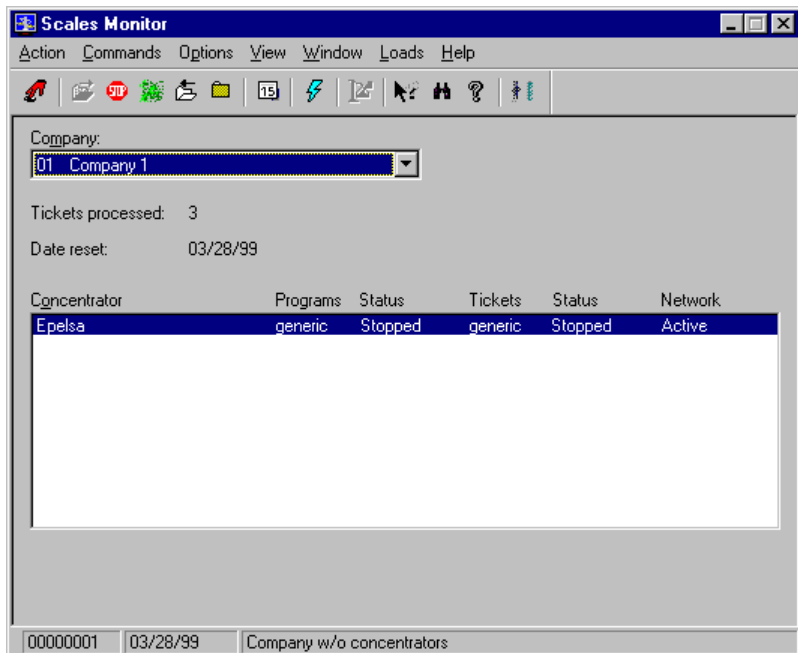 Scales Monitor
Action Commands Options View Window Loads Help
STOP 15
Company:
01 Company 1
Tickets processed: 3
Date reset: 03/28/99
Concentrator Programs Status Tickets Status Network
Epelsa generic Stopped generic Stopped Active
00000001 03/28/99 Company w/o concentrators